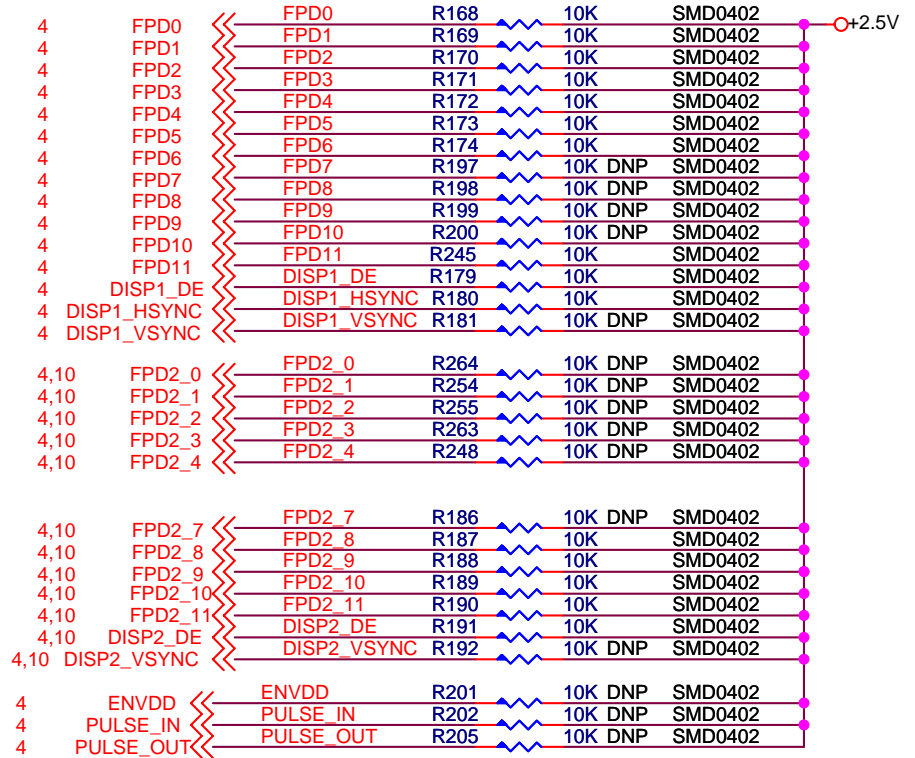 4 FPD0 FPD0 R168 10K SMD0402 +2.5V
4 FPD1 FPD1 R169 10K SMD0402
4 FPD2 FPD2 R170 10K SMD0402
4 FPD3 FPD3 R171 10K SMD0402
4 FPD4 FPD4 R172 10K SMD0402
4 FPD5 FPD5 R173 10K SMD0402
4 FPD6 FPD6 R174 10K SMD0402
4 FPD7 FPD7 R197 10K DNP SMD0402
4 FPD8 FPD8 R198 10K DNP SMD0402
4 FPD9 FPD9 R199 10K DNP SMD0402
4 FPD10 FPD10 R200 10K DNP SMD0402
4 FPD11 FPD11 R245 10K SMD0402
4 DISP1_DE DISP1_DE R179 10K SMD0402
4 DISP1_HSYNC DISP1_HSYNC R180 10K SMD0402
4 DISP1_VSYNC DISP1_VSYNC R181 10K DNP SMD0402
4,10 FPD2_0 FPD2_0 R264 10K DNP SMD0402
4,10 FPD2_1 FPD2_1 R254 10K DNP SMD0402
4,10 FPD2_2 FPD2_2 R255 10K DNP SMD0402
4,10 FPD2_3 FPD2_3 R263 10K DNP SMD0402
4,10 FPD2_4 FPD2_4 R248 10K DNP SMD0402
4,10 FPD2_7 FPD2_7 R186 10K DNP SMD0402
4,10 FPD2_8 FPD2_8 R187 10K SMD0402
4,10 FPD2_9 FPD2_9 R188 10K SMD0402
4,10 FPD2_10 FPD2_10 R189 10K SMD0402
4,10 FPD2_11 FPD2_11 R190 10K SMD0402
4,10 DISP2_DE DISP2_DE R191 10K SMD0402
4,10 DISP2_VSYNC DISP2_VSYNC R192 10K DNP SMD0402
4 ENVDD ENVDD R201 10K DNP SMD0402
4 PULSE_IN PULSE_IN R202 10K DNP SMD0402
4 PULSE_OUT PULSE_OUT R205 10K DNP SMD0402